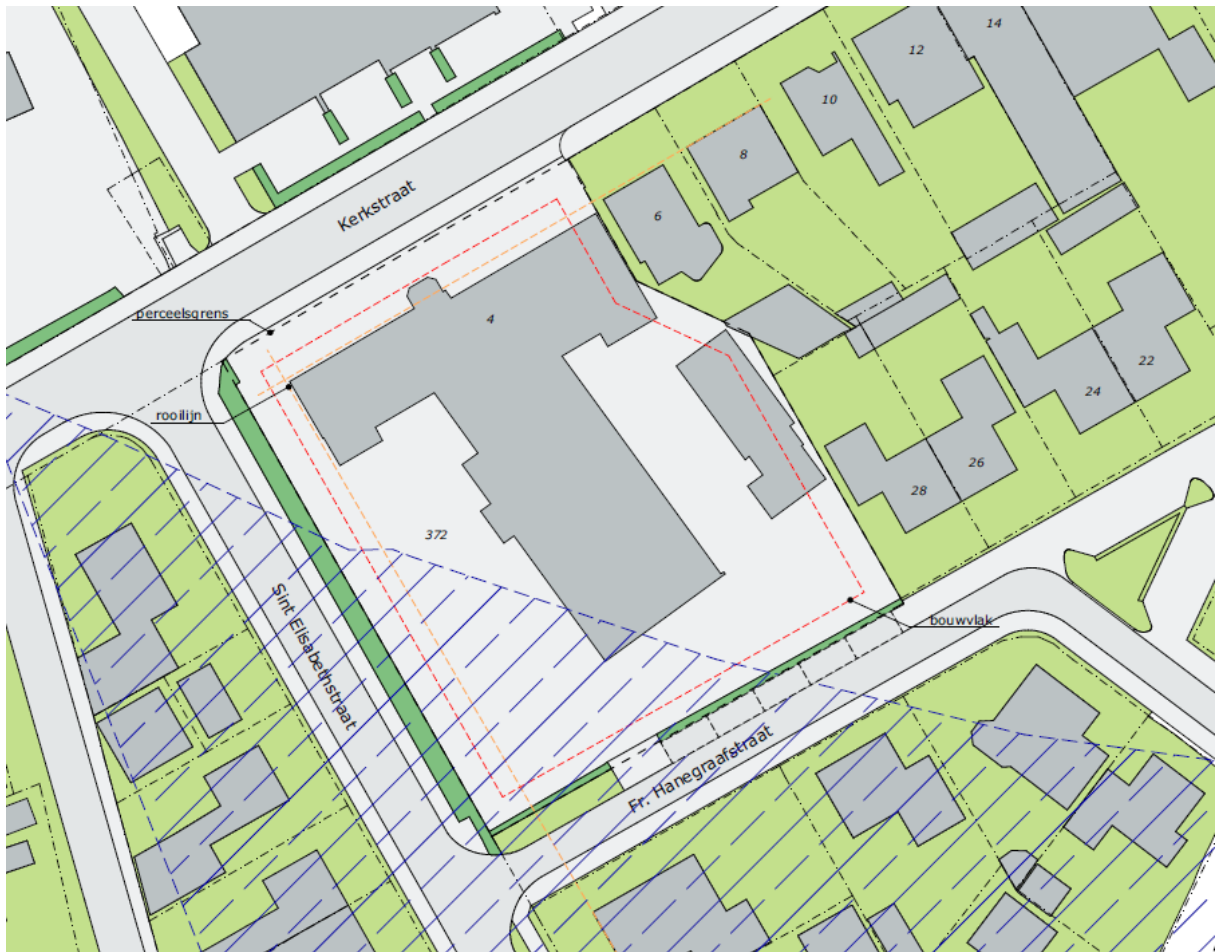 14
12
10
8
Kerkstraat
6
perceelsgrens
4
22
24
rooilijn
26
28
372
Sint Elisabethstraat
bouwvlak
Fr. Hanegraafstraat